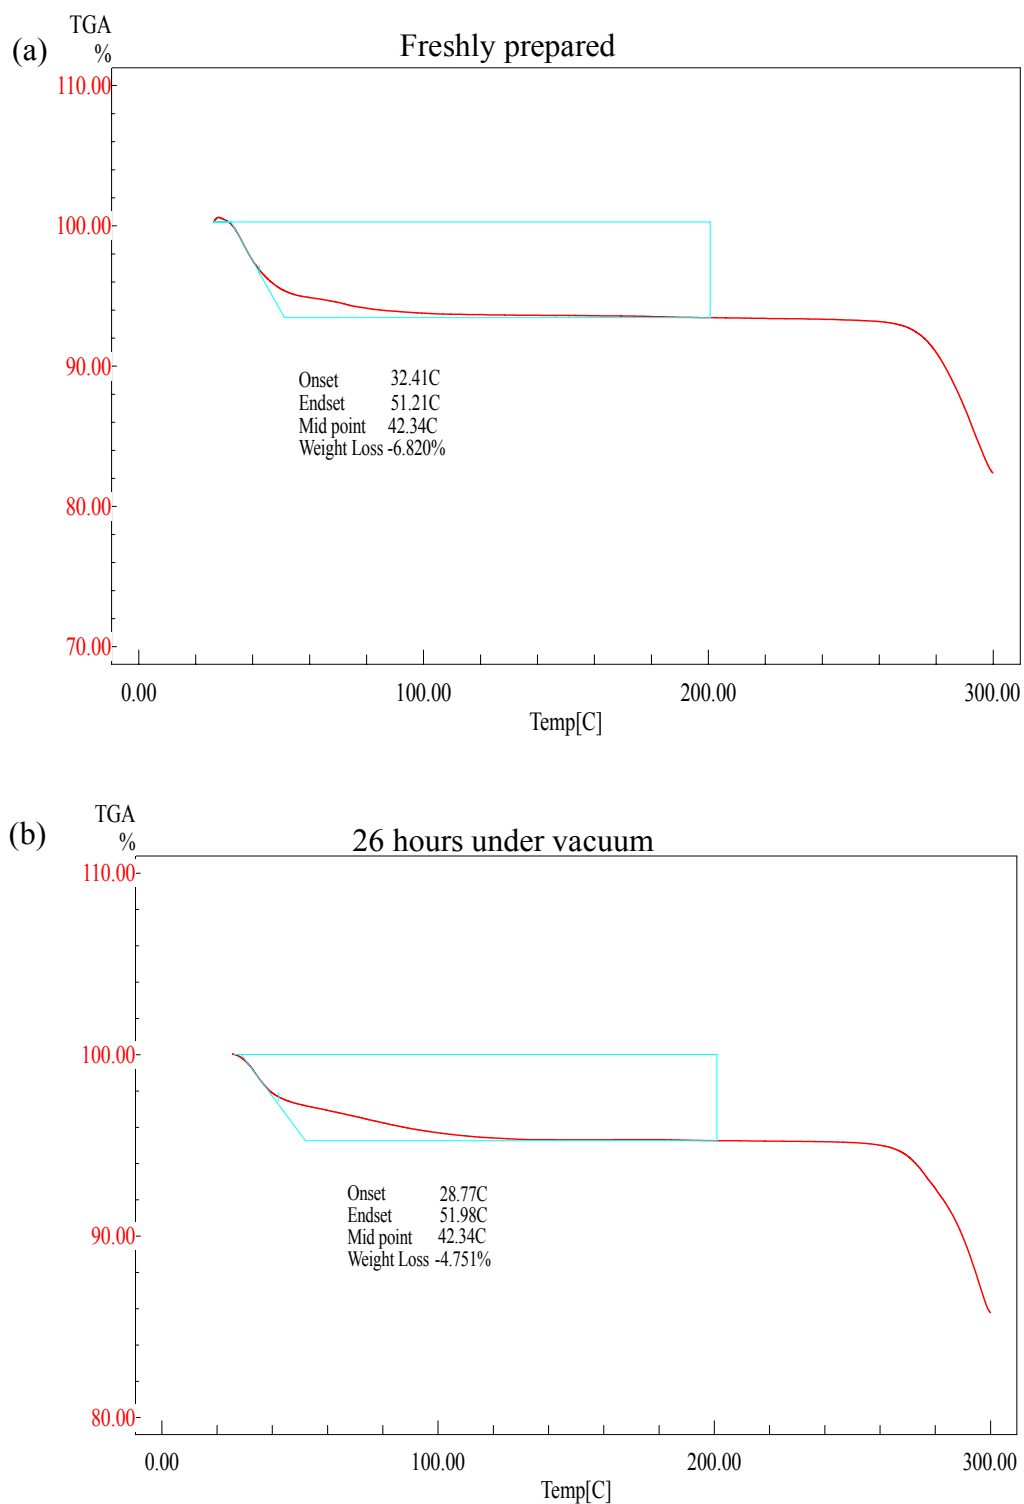 (a)
TGA
%
Freshly prepared
110.00
100.00
90.00
80.00
70.00
Onset 32.41C
Endset 51.21C
Mid point 42.34C
Weight Loss -6.820%
0.00 100.00 200.00 300.00
Temp[C]
(b)
TGA
%
26 hours under vacuum
110.00
100.00
90.00
80.00
Onset 28.77C
Endset 51.98C
Mid point 42.34C
Weight Loss -4.751%
0.00 100.00 200.00 300.00
Temp[C]